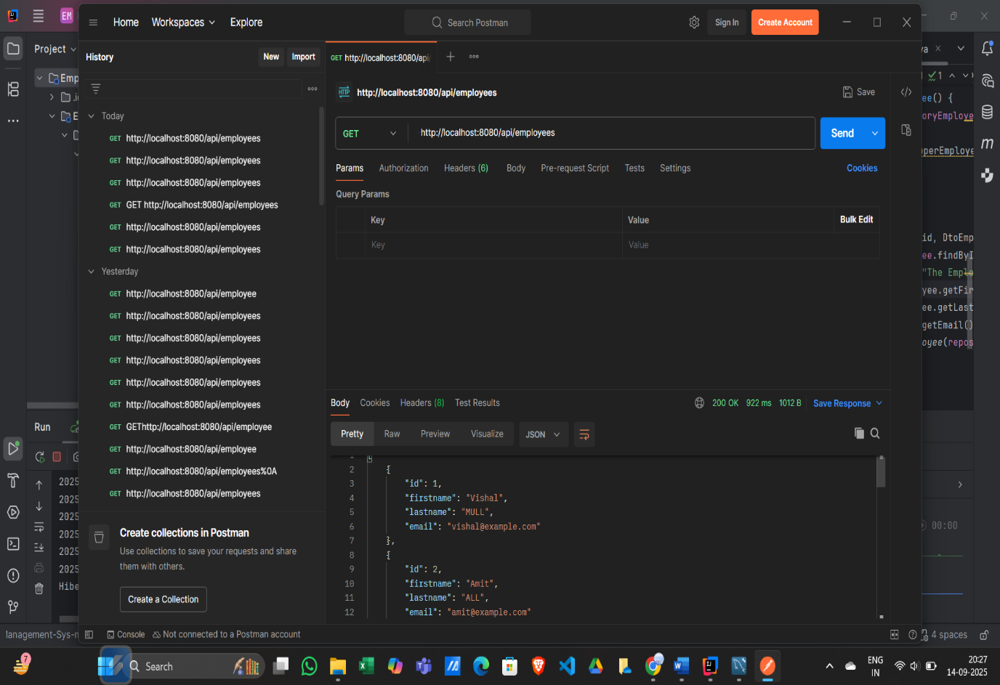 EM
Home
Workspaces
Explore
Search Postman
Sign In
Create Account
Project
History
New
Import
GET http://localhost:8080/api/
http://localhost:8080/api/employees
Save
Today
GET http://localhost:8080/api/employees
GET http://localhost:8080/api/employees
GET http://localhost:8080/api/employees
GET GET http://localhost:8080/api/employees
GET http://localhost:8080/api/employees
GET http://localhost:8080/api/employees
Yesterday
GET http://localhost:8080/api/employee
GET http://localhost:8080/api/employees
GET http://localhost:8080/api/employees
GET http://localhost:8080/api/employees
GET http://localhost:8080/api/employees
GET http://localhost:8080/api/employees
GET GEThttp://localhost:8080/api/employee
GET http://localhost:8080/api/employee
GET http://localhost:8080/api/employees%0A
GET http://localhost:8080/api/employees
Create collections in Postman
Use collections to save your requests and share
them with others.
Create a Collection
GET
http://localhost:8080/api/employees
Send
Params
Authorization
Headers (6)
Body
Pre-request Script
Tests
Settings
Cookies
Query Params
Key
Value
Bulk Edit
Key
Value
Body
Cookies
Headers (8)
Test Results
200 OK
922 ms
1012 B
Save Response
Pretty
Raw
Preview
Visualize
JSON
1 [
2 {
3 "id": 1,
4 "firstname": "Vishal",
5 "lastname": "MULL",
6 "email": "vishal@example.com"
7 },
8 {
9 "id": 2,
10 "firstname": "Amit",
11 "lastname": "ALL",
12 "email": "amit@example.com"
Emp
Run
2025
2025
2025
2025
2025
2025
Hibe
1
ee() {
oryEmploye
perEmploye
id, DtoEmp
ee.findByI
"The Emplo
yee.getFir
ee.getLast
getEmail()
oyee(repos
00:00
lanagement-Sys-n
Console
Not connected to a Postman account
4 spaces
7
Search
ENG
IN
20:27
14-09-2025